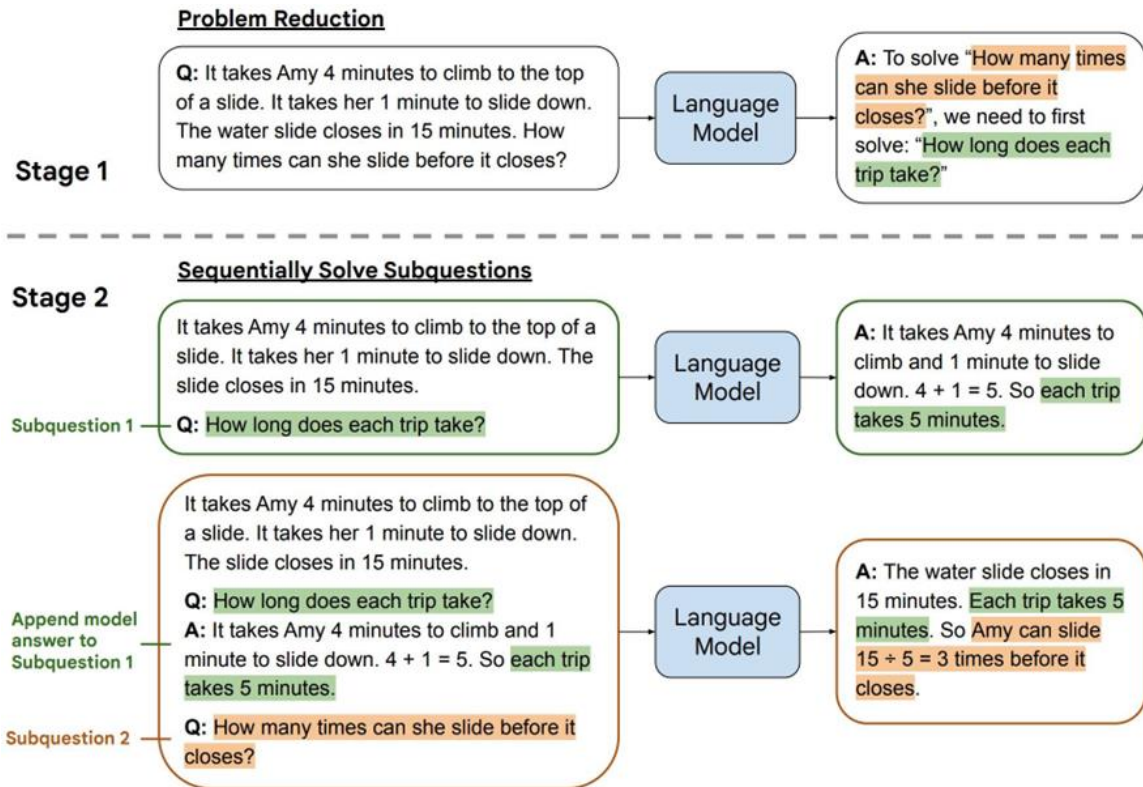 Problem Reduction
Stage 1
Q: It takes Amy 4 minutes to climb to the top
of a slide. It takes her 1 minute to slide down.
The water slide closes in 15 minutes. How
many times can she slide before it closes?
Language
Model
A: To solve “How many times
can she slide before it
closes?”, we need to first
solve: “How long does each
trip take?”
Sequentially Solve Subquestions
Stage 2
It takes Amy 4 minutes to climb to the top of a
slide. It takes her 1 minute to slide down. The
slide closes in 15 minutes.
Subquestion 1
Q: How long does each trip take?
Language
Model
A: It takes Amy 4 minutes to
climb and 1 minute to slide
down. 4 + 1 = 5. So each trip
takes 5 minutes.
It takes Amy 4 minutes to climb to the top of
a slide. It takes her 1 minute to slide down.
The slide closes in 15 minutes.
Append model
answer to
Subquestion 1
Q: How long does each trip take?
A: It takes Amy 4 minutes to climb and 1
minute to slide down. 4 + 1 = 5. So each trip
takes 5 minutes.
Subquestion 2
Q: How many times can she slide before it
closes?
Language
Model
A: The water slide closes in
15 minutes. Each trip takes 5
minutes. So Amy can slide
15 ÷ 5 = 3 times before it
closes.